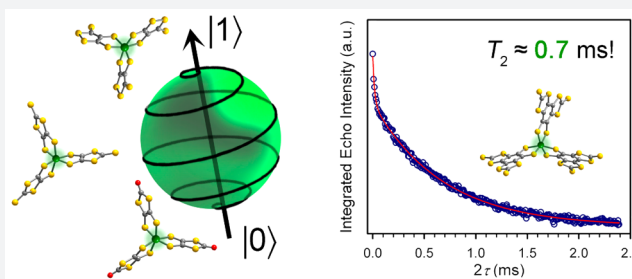 |1⟩
|0⟩
T₂ ≈ 0.7 ms!
Integrated Echo Intensity (a.u.)
0.0 0.5 1.0 1.5 2.0 2.
2τ (ms)